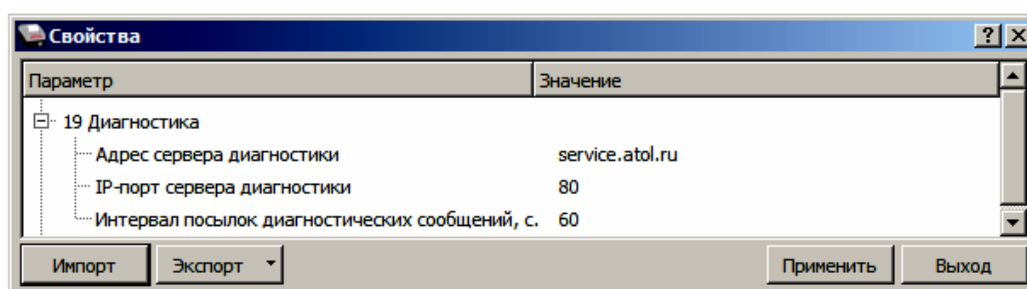 Свойства
Параметр Значение
19 Диагностика
Адрес сервера диагностики service.atol.ru
IP-порт сервера диагностики 80
Интервал посылок диагностических сообщений, с. 60
Импорт Экспорт Применить Выход